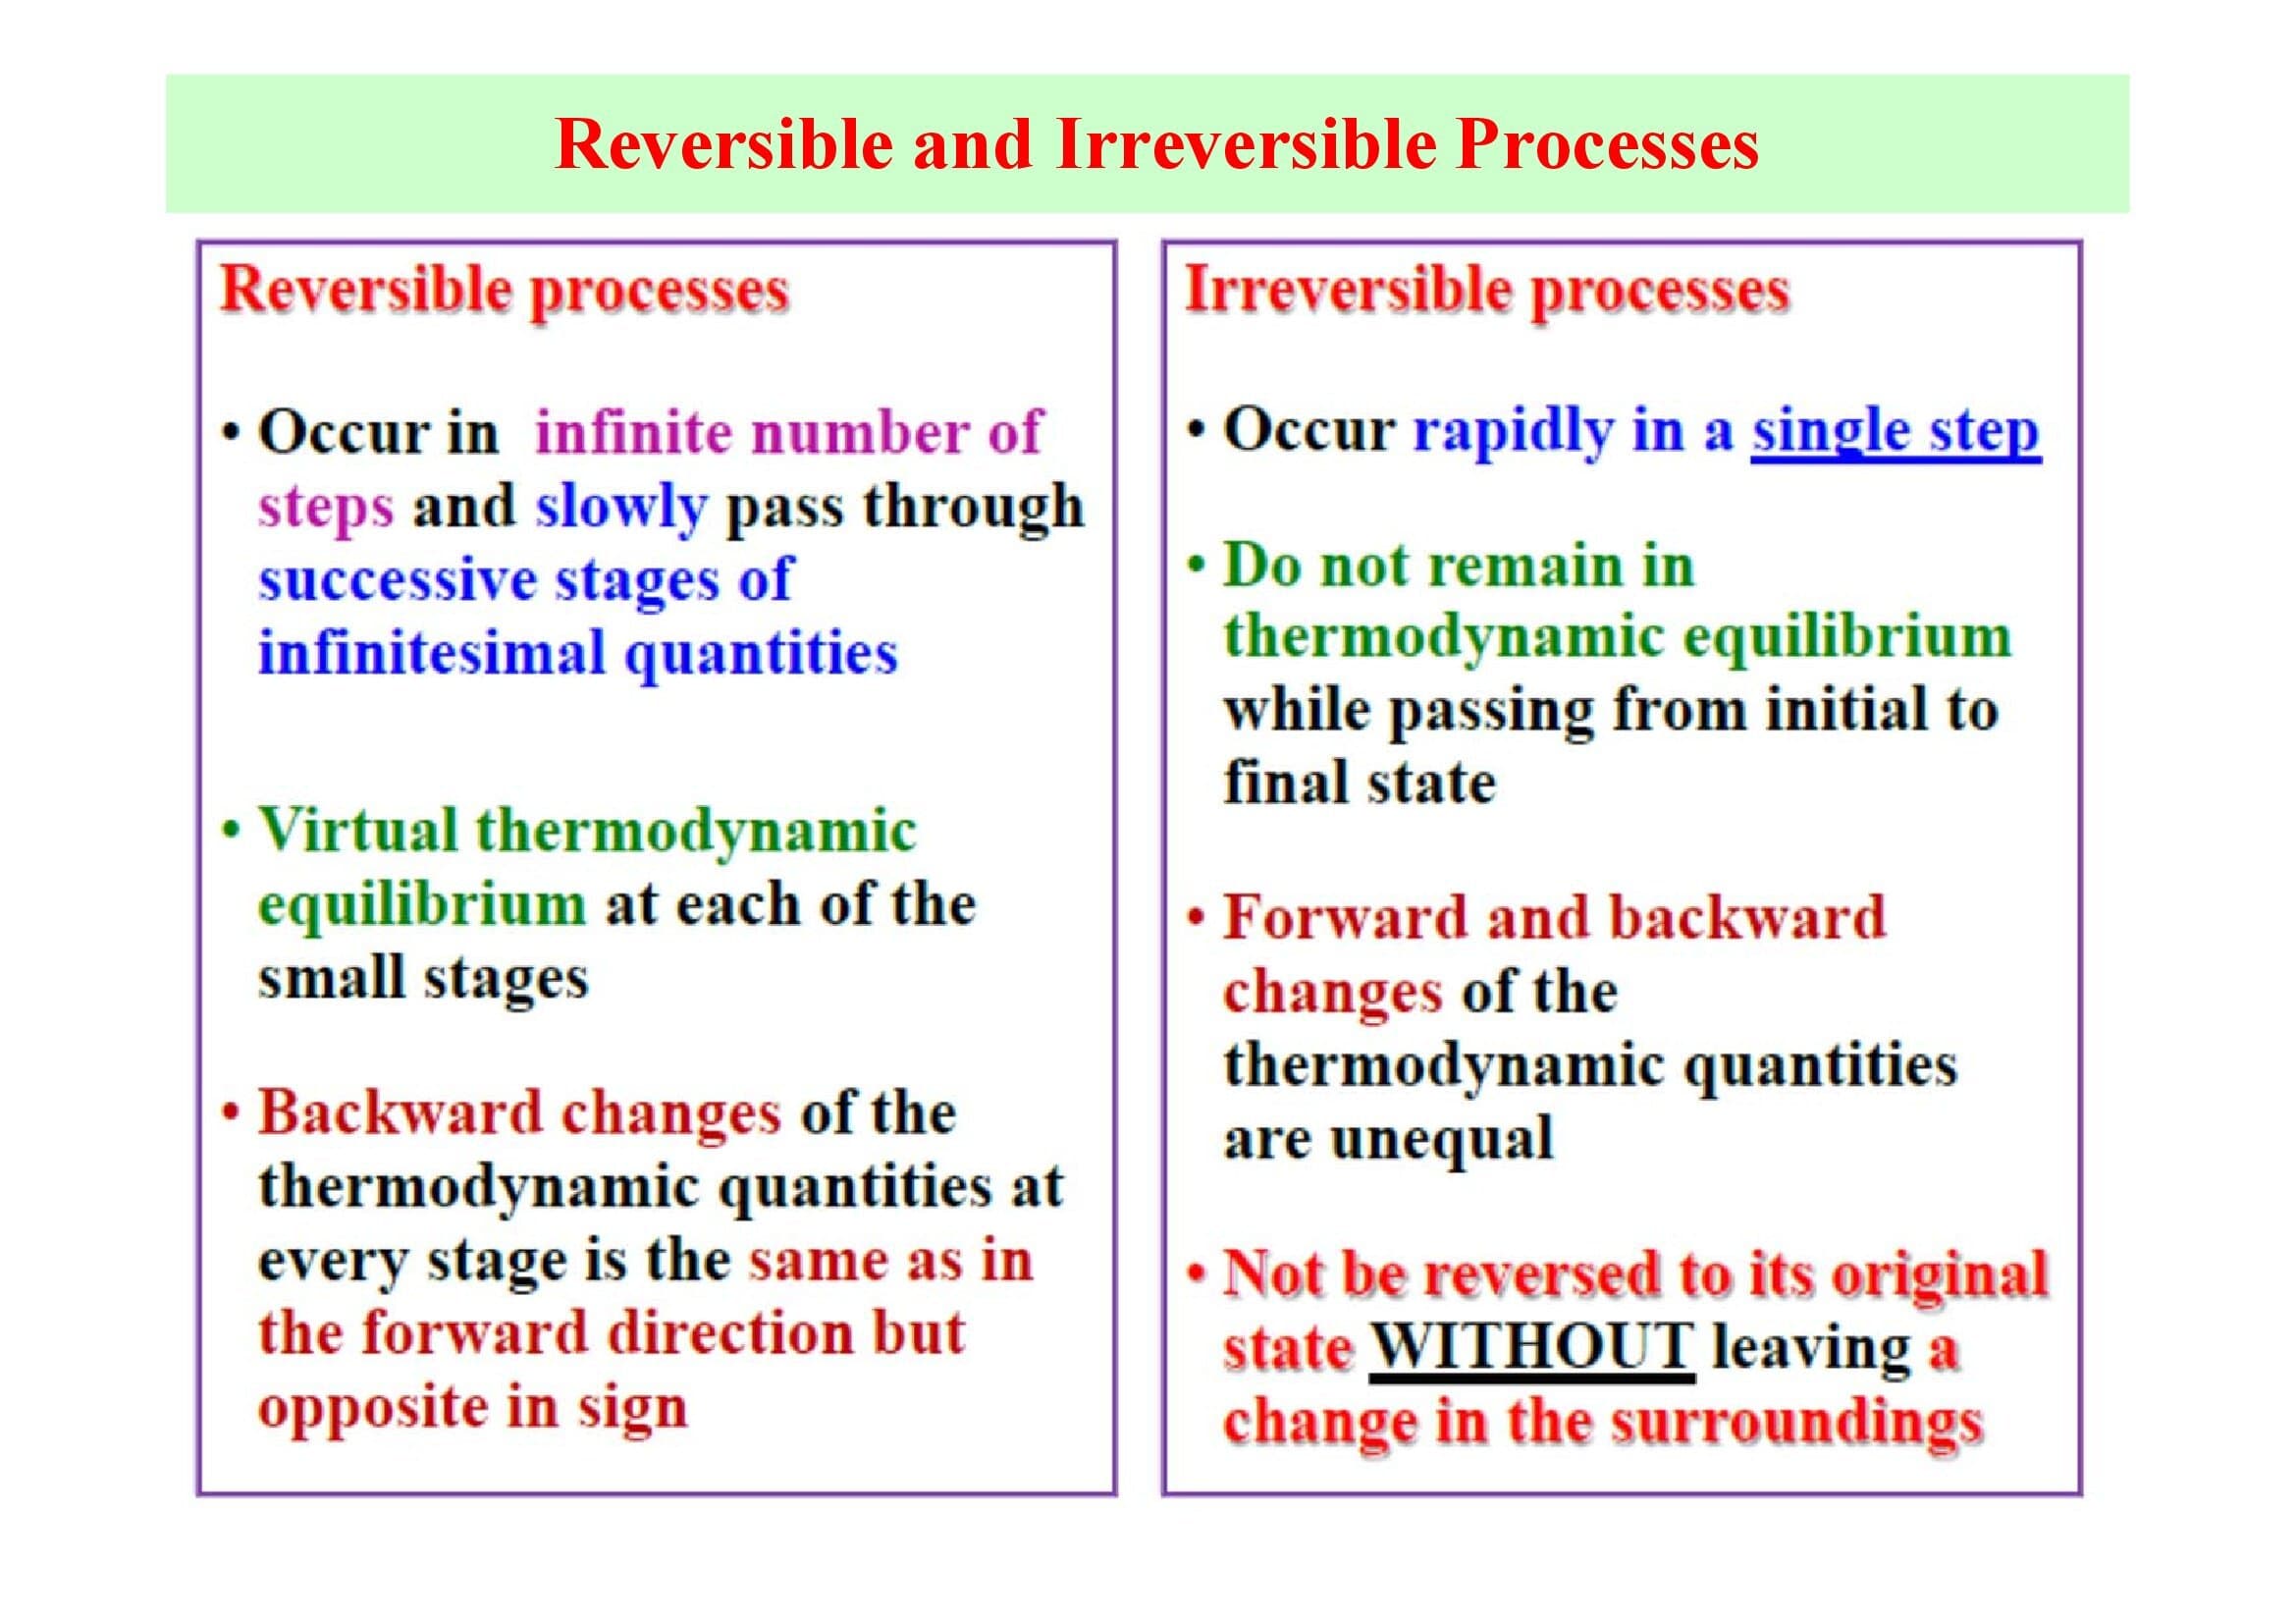 Reversible and Irreversible Processes
Reversible processes
• Occur in infinite number of
steps and slowly pass through
successive stages of
infinitesimal quantities
• Virtual thermodynamic
equilibrium at each of the
small stages
• Backward changes of the
thermodynamic quantities at
every stage is the same as in
the forward direction but
opposite in sign
Irreversible processes
• Occur rapidly in a single step
• Do not remain in
thermodynamic equilibrium
while passing from initial to
final state
• Forward and backward
changes of the
thermodynamic quantities
are unequal
• Not be reversed to its original
state WITHOUT leaving a
change in the surroundings